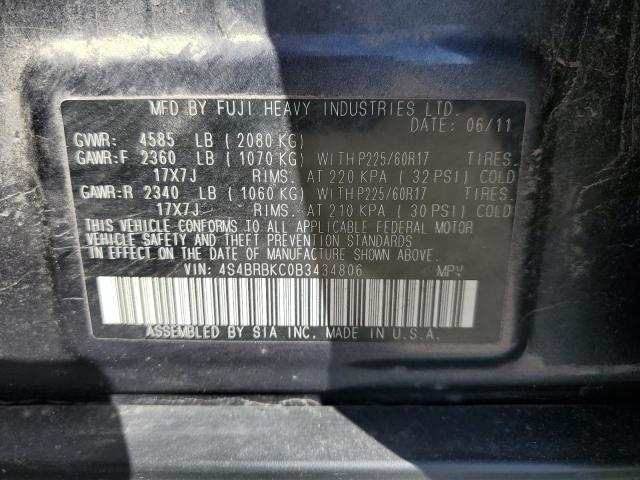 MFD BY FUJI HEAVY INDUSTRIES LTD.
DATE: 06/11
GVWR: 4585 LB (2080 KG)
GAWR:F 2360 LB (1070 KG) WITH P225/60R17 TIRES.
17X7J RIMS. AT 220 KPA (32 PSI) COLD
GAWR:R 2340 LB (1060 KG) WITH P225/60R17 TIRES.
17X7J RIMS. AT 210 KPA (30 PSI) COLD
THIS VEHICLE CONFORMS TO ALL APPLICABLE FEDERAL MOTOR
VEHICLE SAFETY AND THEFT PREVENTION STANDARDS
IN EFFECT ON THE DATE OF MANUFACTURE SHOWN ABOVE.
VIN: 4S4BRBKC0B3434806 MPV
ASSEMBLED BY SIA INC. MADE IN U.S.A.